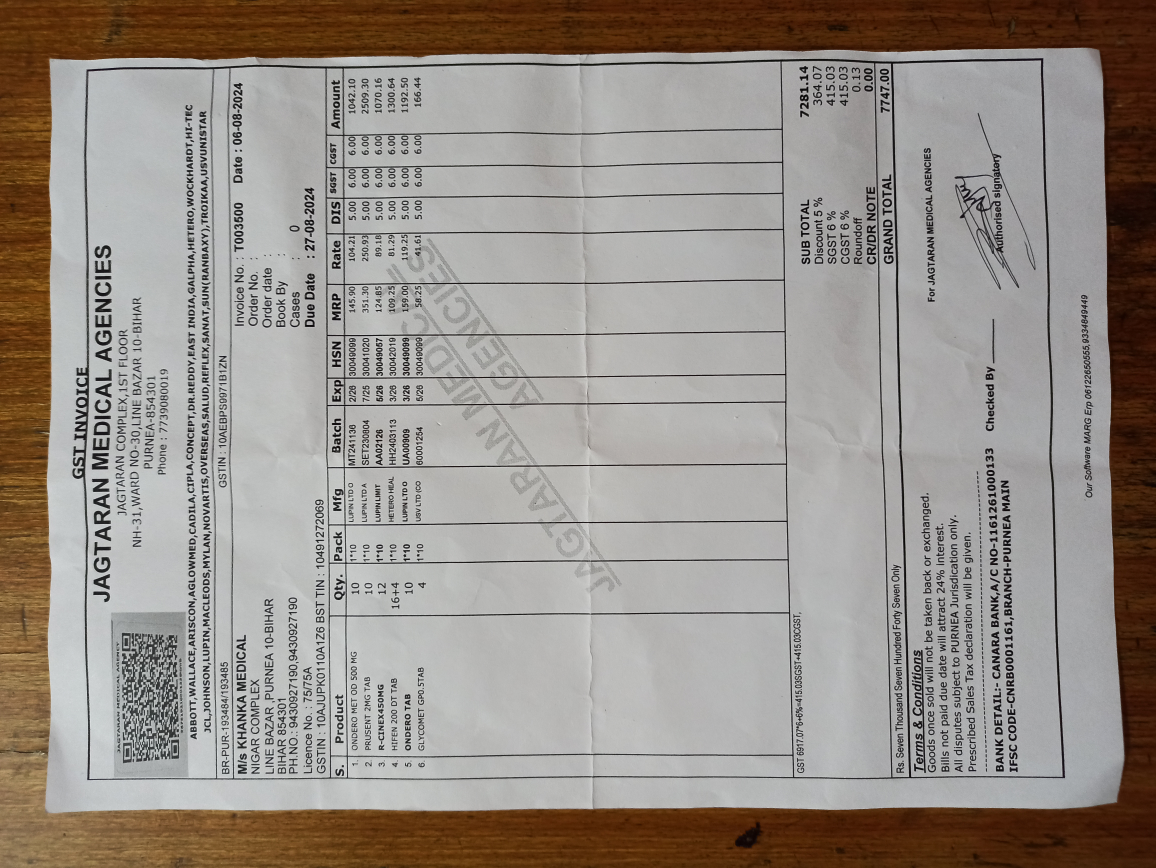 GST INVOICE
JAGTARAN MEDICAL AGENCIES
JAGTARAN COMPLEX,1ST FLOOR
NH-31,WARD NO-30,LINE BAZAR 10-BIHAR
PURNEA-854301
Phone : 7739080019
JAGTARAN MEDICAL AGENCY
ABBOTT,WALLACE,ARISCON,AGLOWMED,CADILA,CIPLA,CONCEPT,DR.REDDY,EAST INDIA,GALPHA,HETERO,WOCKHARDT,HI-TEC
JCL,JOHNSON,LUPIN,MACLEODS,MYLAN,NOVARTIS,OVERSEAS,SALUD,REFLEX,SANAT,SUN(RANBAXY),TROIKAA,USVUNISTAR
BR-PUR-193484/193485 GSTIN : 10AEBPS9971B1ZN
M/s KHANKA MEDICAL
NIGAR COMPLEX
LINE BAZAR ,PURNEA 10-BIHAR
BIHAR 854301
PH.NO.: 9430927190,9430927190
Licence No. : 75/75A
GSTIN : 10AJUPK0110A1Z6 BST TIN : 10491272069
Invoice No. : T003500 Date : 06-08-2024
Order No. :
Order date :
Book By :
Cases 0
Due Date : 27-08-2024
S. Product Qty. Pack Mfg Batch Exp HSN MRP Rate DIS SGST CGST Amount
1. ONDERO MET OD 500 MG 10 1*10 LUPIN LTD O MT241136 2/26 30049099 145.90 104.21 5.00 6.00 6.00 1042.10
2. PRUSENT 2MG TAB 10 1*10 LUPIN LTD A SET230804 7/25 30041020 351.30 250.93 5.00 6.00 6.00 2509.30
3. R-CINEX450MG 12 1*10 LUPIN LIMIT AA02126 5/26 30049087 124.85 89.18 5.00 6.00 6.00 1070.16
4. HIFEN 200 DT TAB 16+4 1*10 HETERO HEAL HH2403113 3/26 30042019 109.25 81.29 5.00 6.00 6.00 1300.64
5. ONDERO TAB 10 1*10 LUPIN LTD O UA00909 3/26 30049099 159.00 119.25 5.00 6.00 6.00 1192.50
6. GLYCOMET GP0.5TAB 4 1*10 USV LTD (CO 60001254 5/26 30049099 58.25 41.61 5.00 6.00 6.00 166.44
JAGTARAN MEDICAL
AGENCIES
GST 6917.07*6+6%=415.03SGST+415.03CGST,
SUB TOTAL 7281.14
Discount 5 % 364.07
SGST 6 % 415.03
CGST 6 % 415.03
Roundoff 0.13
CR/DR NOTE 0.00
GRAND TOTAL 7747.00
Rs. Seven Thousand Seven Hundred Forty Seven Only
Terms & Conditions
Goods once sold will not be taken back or exchanged.
Bills not paid due date will attract 24% interest.
All disputes subject to PURNEA Jurisdication only.
Prescribed Sales Tax declaration will be given.
For JAGTARAN MEDICAL AGENCIES
Authorised signatory
BANK DETAIL:- CANARA BANK,A/C NO-1161261000133 Checked By
IFSC CODE-CNRB0001161,BRANCH-PURNEA MAIN
Our Software MARG Erp 06122650555,9334849449